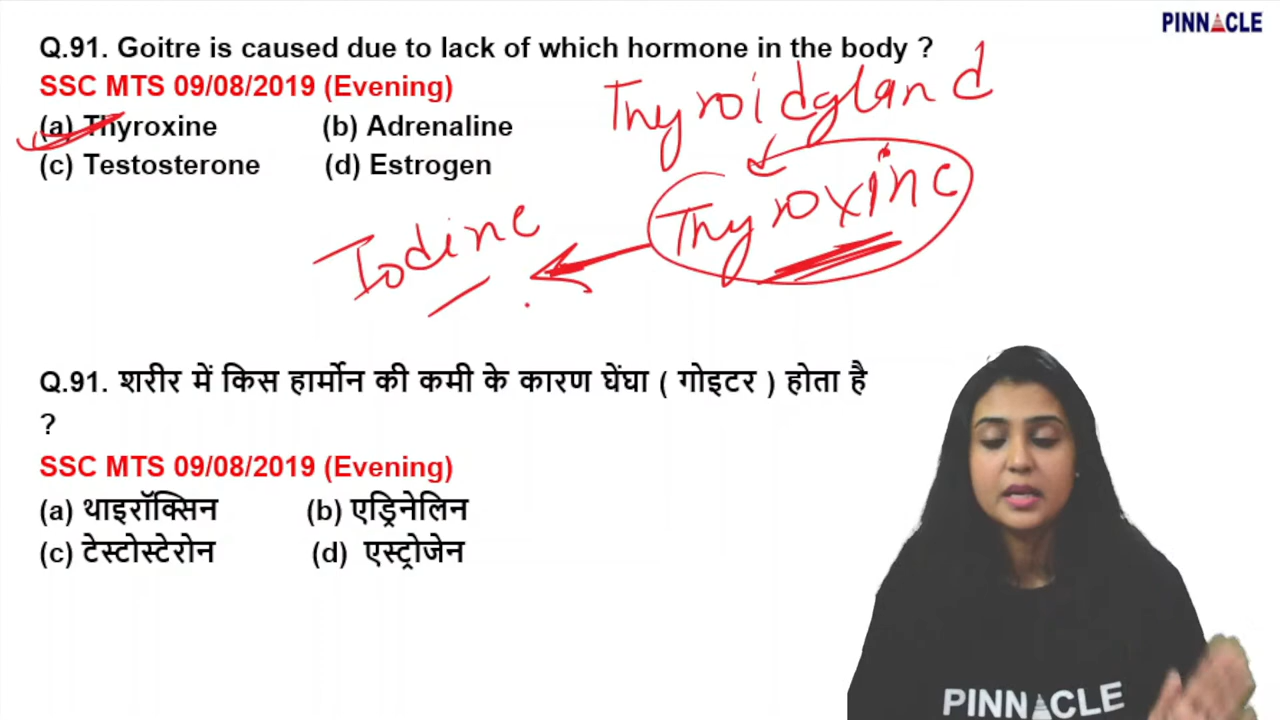 PINNACLE
Q.91. Goitre is caused due to lack of which hormone in the body ?
SSC MTS 09/08/2019 (Evening)
Thyroid gland
(a) Thyroxine (b) Adrenaline
(c) Testosterone (d) Estrogen
Thyroxine
Iodine
Q.91. शरीर में किस हार्मोन की कमी के कारण घेंघा ( गोइटर ) होता है
?
SSC MTS 09/08/2019 (Evening)
(a) थाइरॉक्सिन (b) एड्रिनेलिन
(c) टेस्टोस्टेरोन (d) एस्ट्रोजेन
PINNACLE